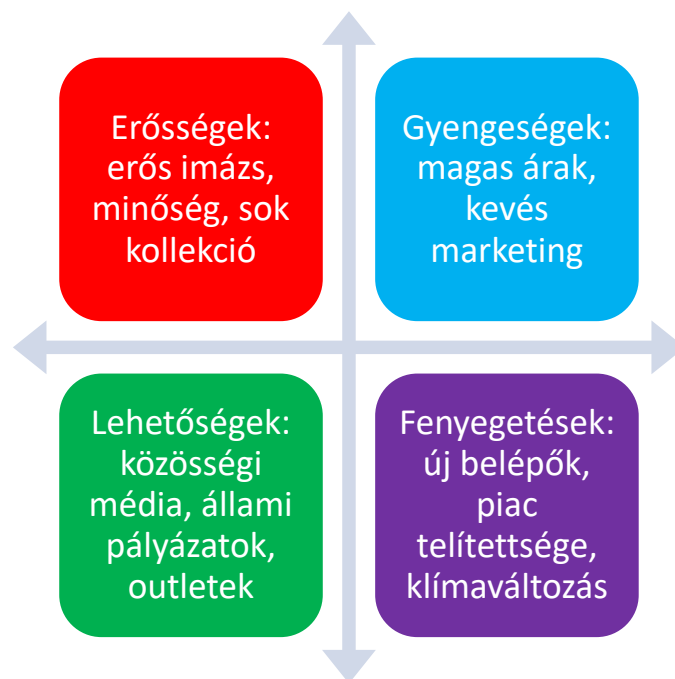 Erősségek:
erős imázs,
minőség, sok
kollekció
Gyengeségek:
magas árak,
kevés
marketing
Lehetőségek:
közösségi
média, állami
pályázatok,
outletek
Fenyegetések:
új belépők,
piac
telítettsége,
klímaváltozás